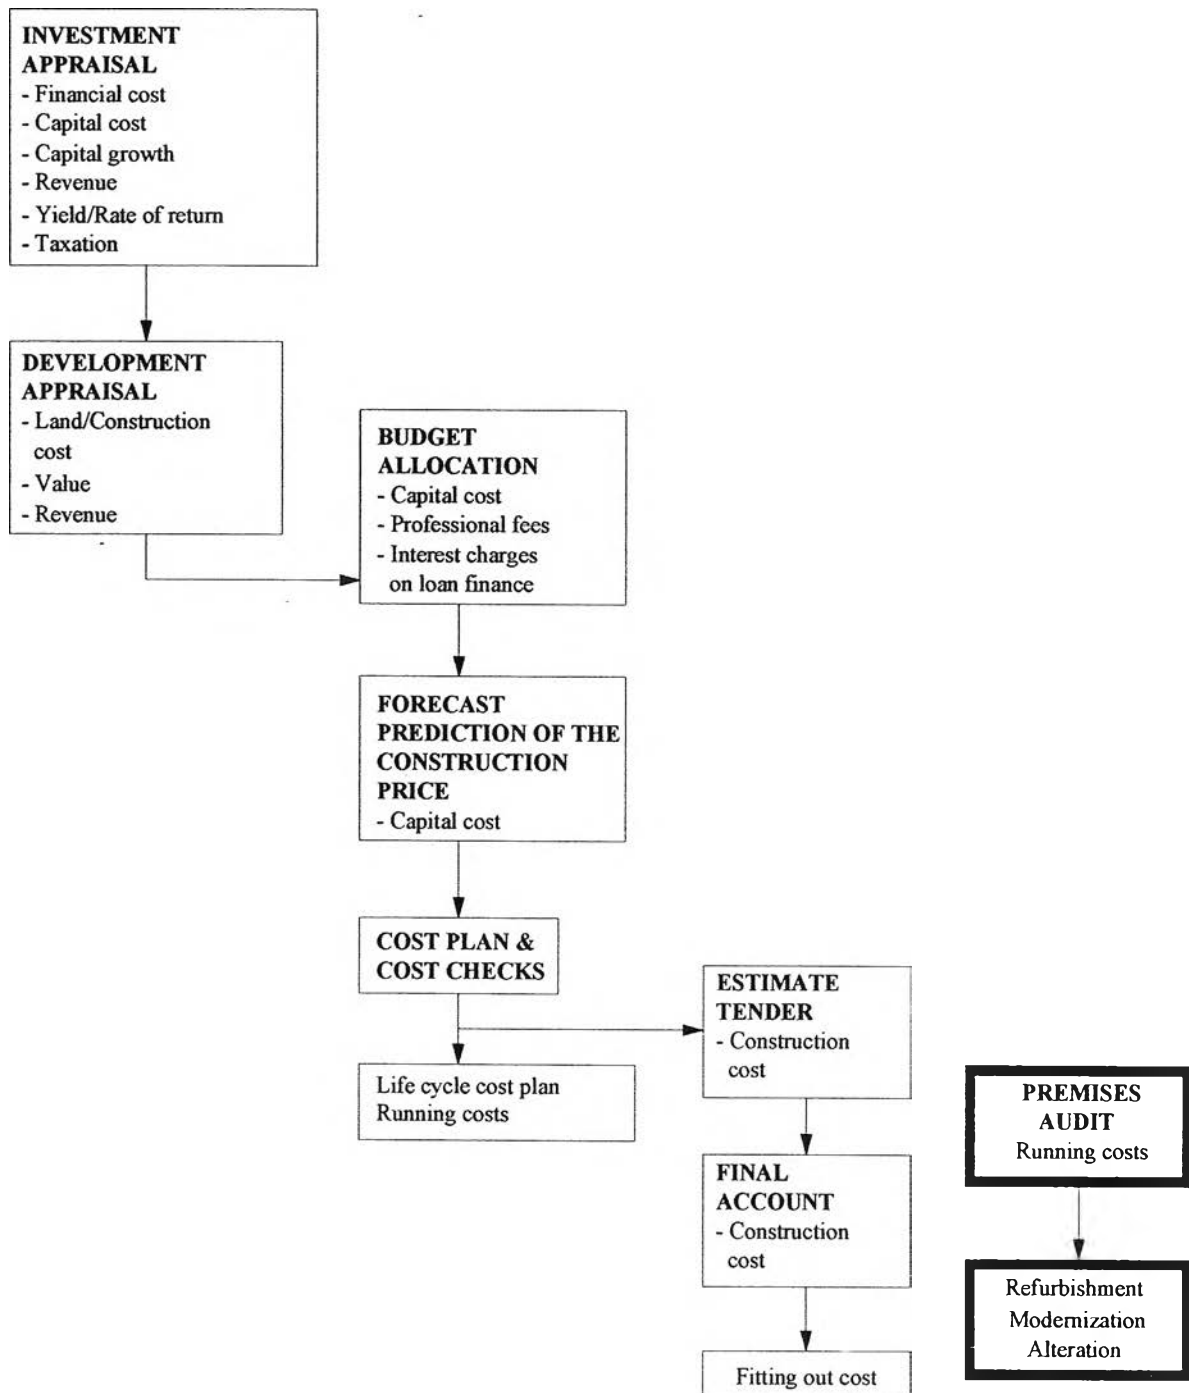 INVESTMENT
APPRAISAL
- Financial cost
- Capital cost
- Capital growth
- Revenue
- Yield/Rate of return
- Taxation
DEVELOPMENT
APPRAISAL
- Land/Construction
cost
- Value
- Revenue
BUDGET
ALLOCATION
- Capital cost
- Professional fees
- Interest charges
on loan finance
FORECAST
PREDICTION OF THE
CONSTRUCTION
PRICE
- Capital cost
COST PLAN &
COST CHECKS
Life cycle cost plan
Running costs
ESTIMATE
TENDER
- Construction
cost
FINAL
ACCOUNT
- Construction
cost
Fitting out cost
PREMISES
AUDIT
Running costs
Refurbishment
Modernization
Alteration